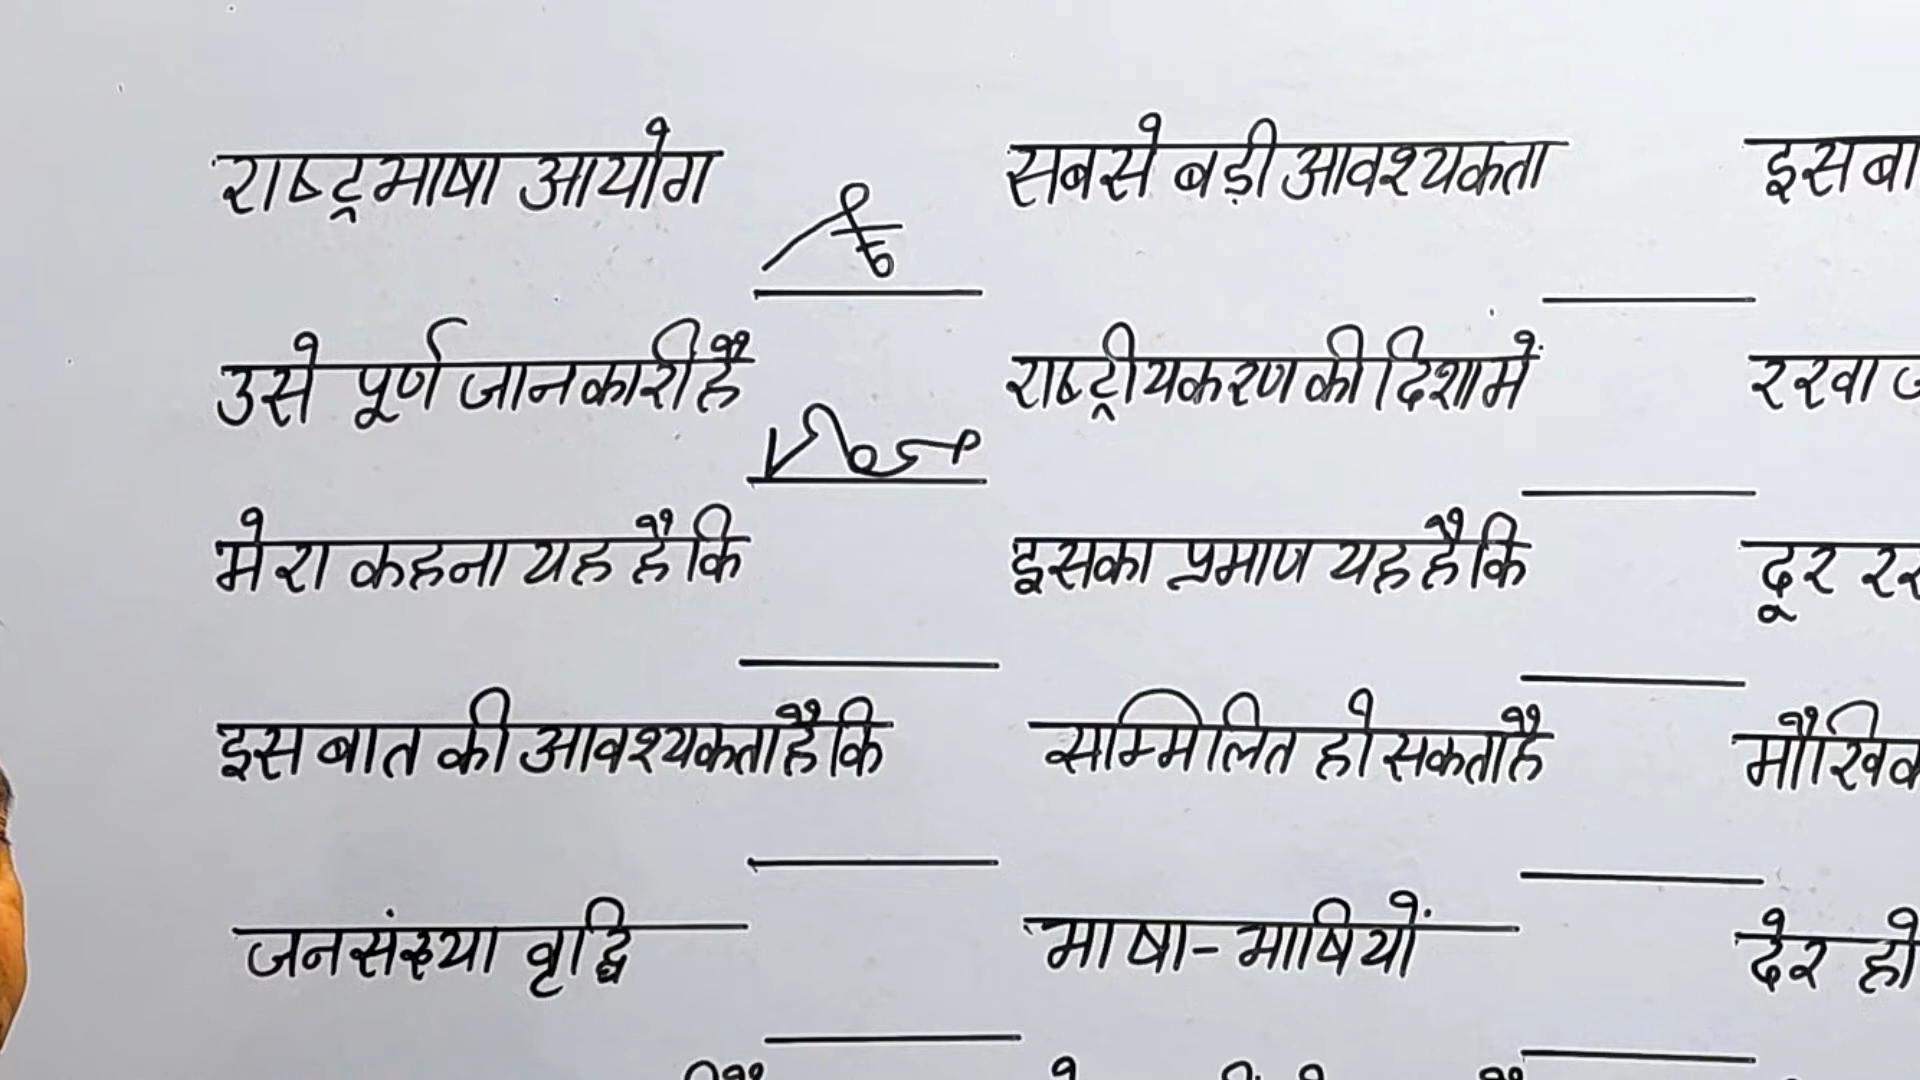 राष्ट्रभाषा आयोग सबसे बड़ी आवश्यकता इस बा
उसे पूर्ण जानकारी है राष्ट्रीयकरण की दिशा में रखा
मेरा कहना यह है कि इसका प्रमाण यह है कि दूर
इस बात की आवश्यकता है कि सम्मिलित हो सकता है मौखिक
जनसंख्या वृद्धि भाषा-भाषियों देर हो